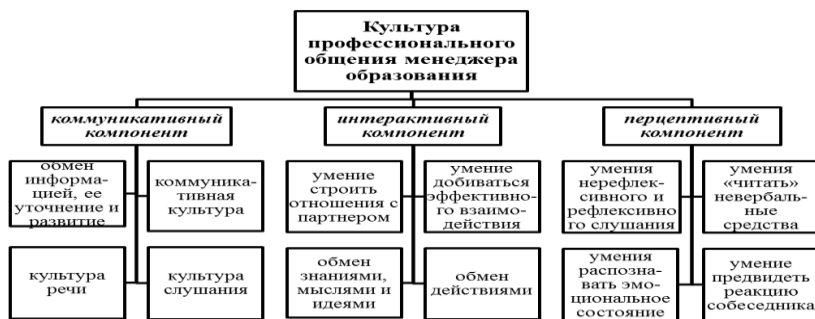 Культура
профессионального
общения менеджера
образования
коммуникативный
компонент
интерактивный
компонент
перцептивный
компонент
обмен
информа-
цией, ее
уточнение и
развитие
коммуника-
тивная
культура
умение
строить
отношения с
партнером
умение
добиваться
эффективно-
го взаимо-
действия
умения
нерефлек-
сивного и
рефлексивно
го слушания
умения
«читать»
невербаль-
ные
средства
культура
речи
культура
слушания
обмен
знаниями,
мыслями и
идеями
обмен
действиями
умения
распозна-
вать эмо-
циональное
состояние
умение
предвидеть
реакцию
собеседника